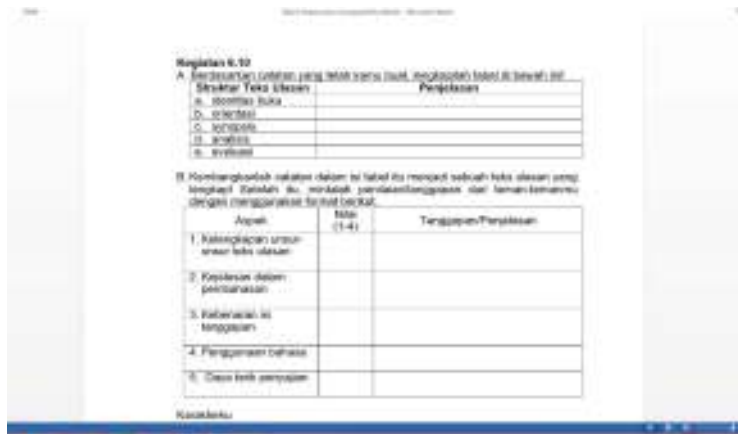 Kegiatan 6.10
A. Berdasarkan catatan yang telah kamu buat, lengkapilah tabel di bawah ini!
Struktur Teks Ulasan Penjelasan
a. identitas buku
b. orientasi
c. synopsis
d. analisis
e. evaluasi
B. Kembangkanlah catatan dalam isi tabel itu menjadi sebuah teks ulasan yang
lengkap! Setelah itu, mintalah penilaian/tanggapan dari teman-temanmu
dengan menggunakan format berikut.
Aspek Nilai (1-4) Tanggapan/Penjelasan
1. Kelengkapan unsur-
unsur teks ulasan
2. Kejelasan dalam
pembahasan
3. Kebenaran isi
tanggapan
4. Penggunaan bahasa
5. Daya tarik penyajian